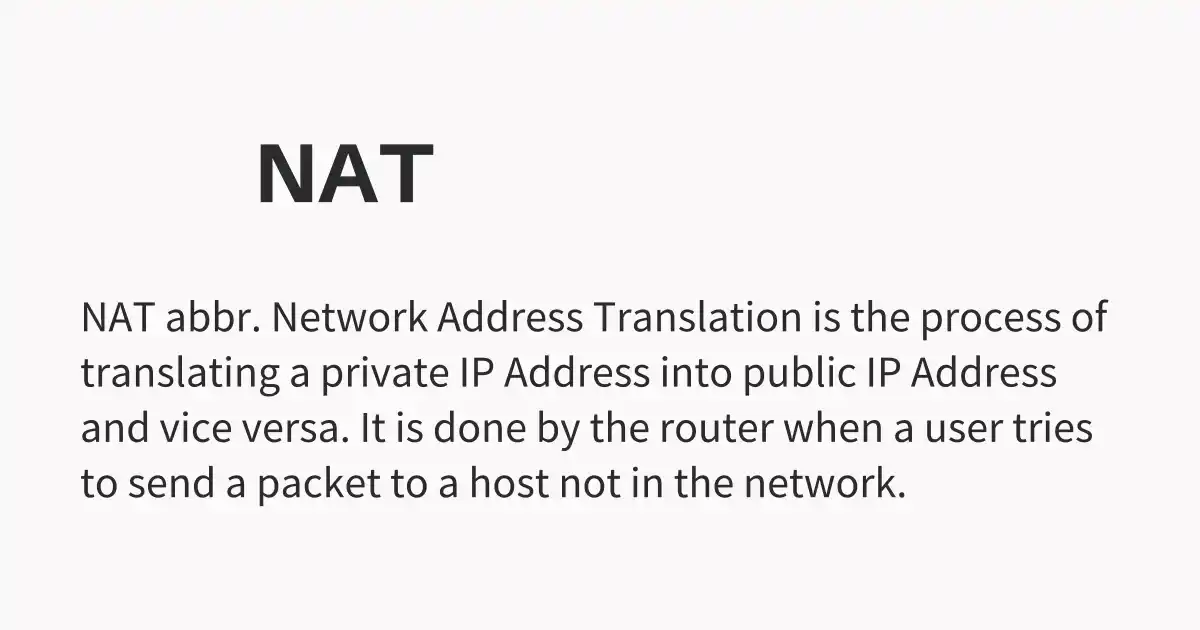 NAT
NAT abbr. Network Address Translation is the process of
translating a private IP Address into public IP Address
and vice versa. It is done by the router when a user tries
to send a packet to a host not in the network.